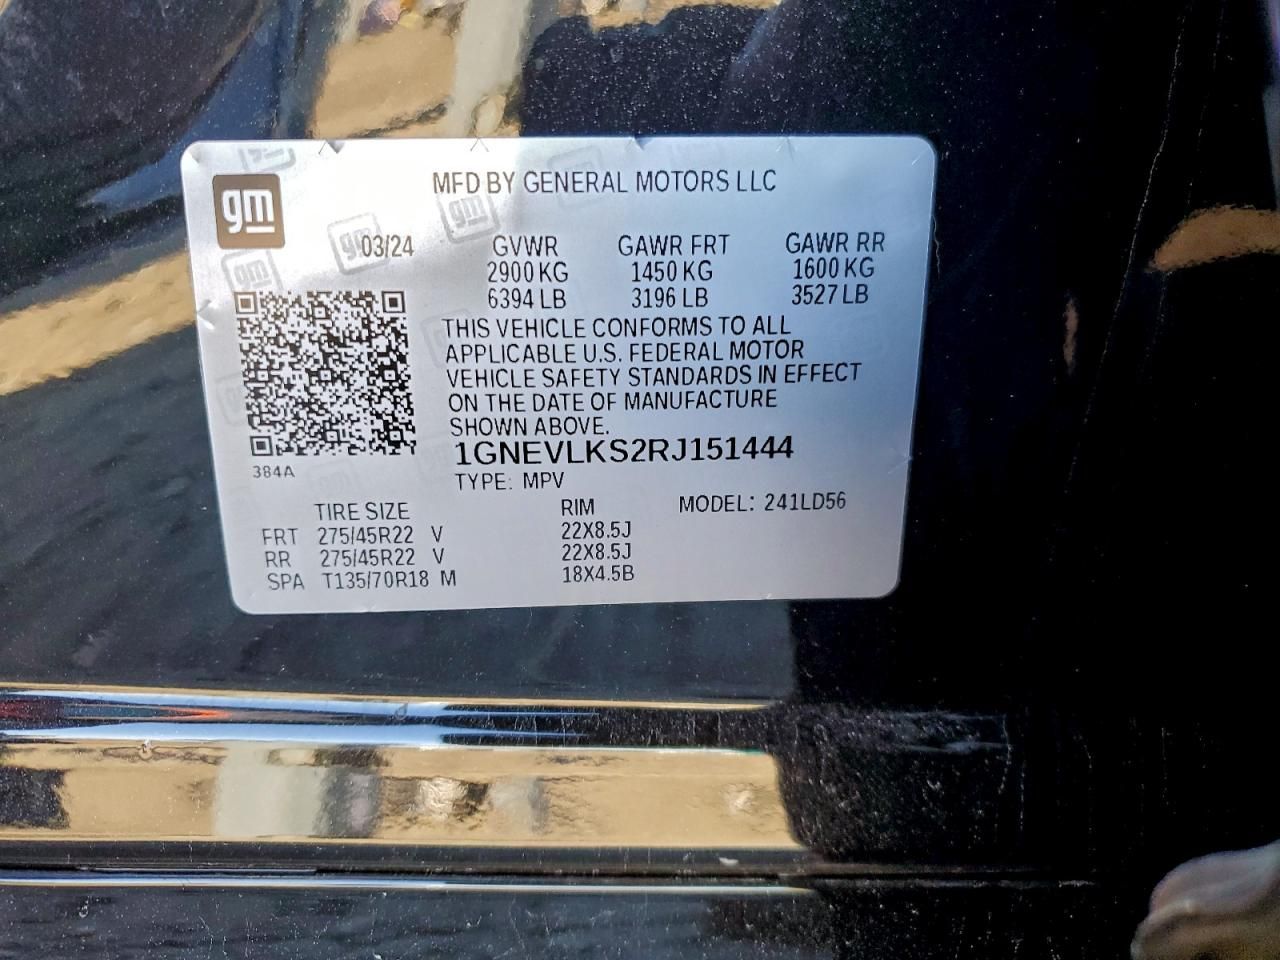 gm
MFD BY GENERAL MOTORS LLC
03/24 GVWR GAWR FRT GAWR RR
2900 KG 1450 KG 1600 KG
6394 LB 3196 LB 3527 LB
THIS VEHICLE CONFORMS TO ALL
APPLICABLE U.S. FEDERAL MOTOR
VEHICLE SAFETY STANDARDS IN EFFECT
ON THE DATE OF MANUFACTURE
SHOWN ABOVE.
1GNEVLKS2RJ151444
384A
TYPE: MPV
TIRE SIZE RIM MODEL: 241LD56
FRT 275/45R22 V 22X8.5J
RR 275/45R22 V 22X8.5J
SPA T135/70R18 M 18X4.5B